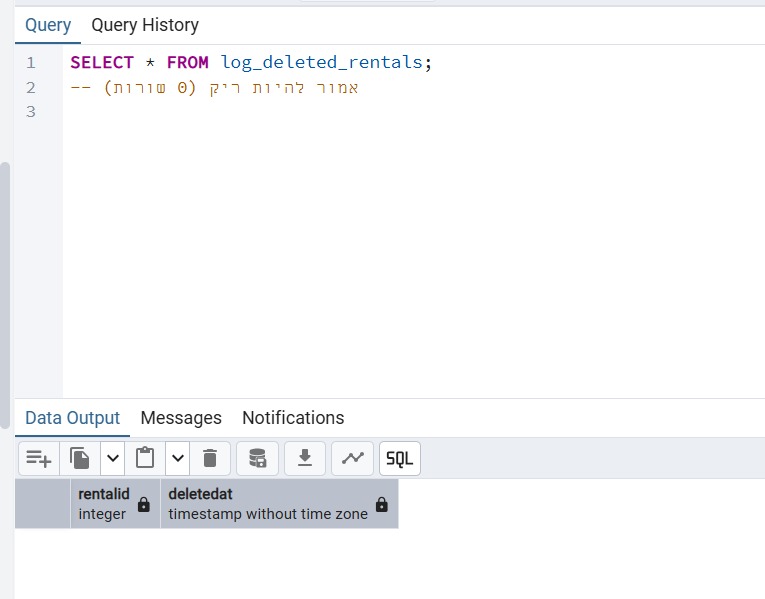 Query Query History
1 SELECT * FROM log_deleted_rentals;
2 -- אמור להיות ריק (0 שורות)
3
Data Output Messages Notifications
SQL
rentalid deletedat
integer timestamp without time zone